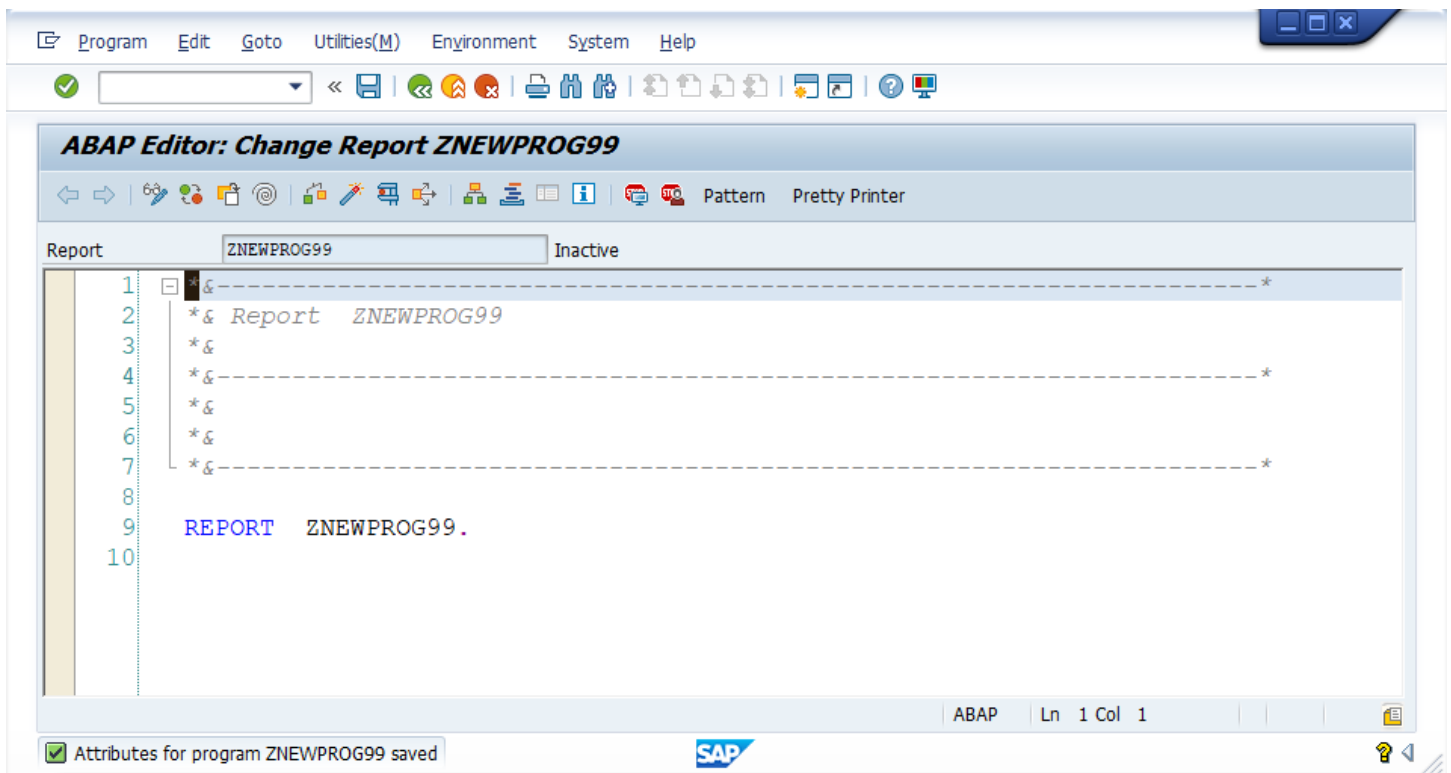 Program Edit Goto Utilities(M) Environment System Help
ABAP Editor: Change Report ZNEWPROG99
Pattern Pretty Printer
Report ZNEWPROG99 Inactive
1 *&---------------------------------------------------------------------*
2 *& Report  ZNEWPROG99
3 *&
4 *&---------------------------------------------------------------------*
5 *&
6 *&
7 *&---------------------------------------------------------------------*
8
9 REPORT  ZNEWPROG99.
10
ABAP Ln 1 Col 1
Attributes for program ZNEWPROG99 saved SAP